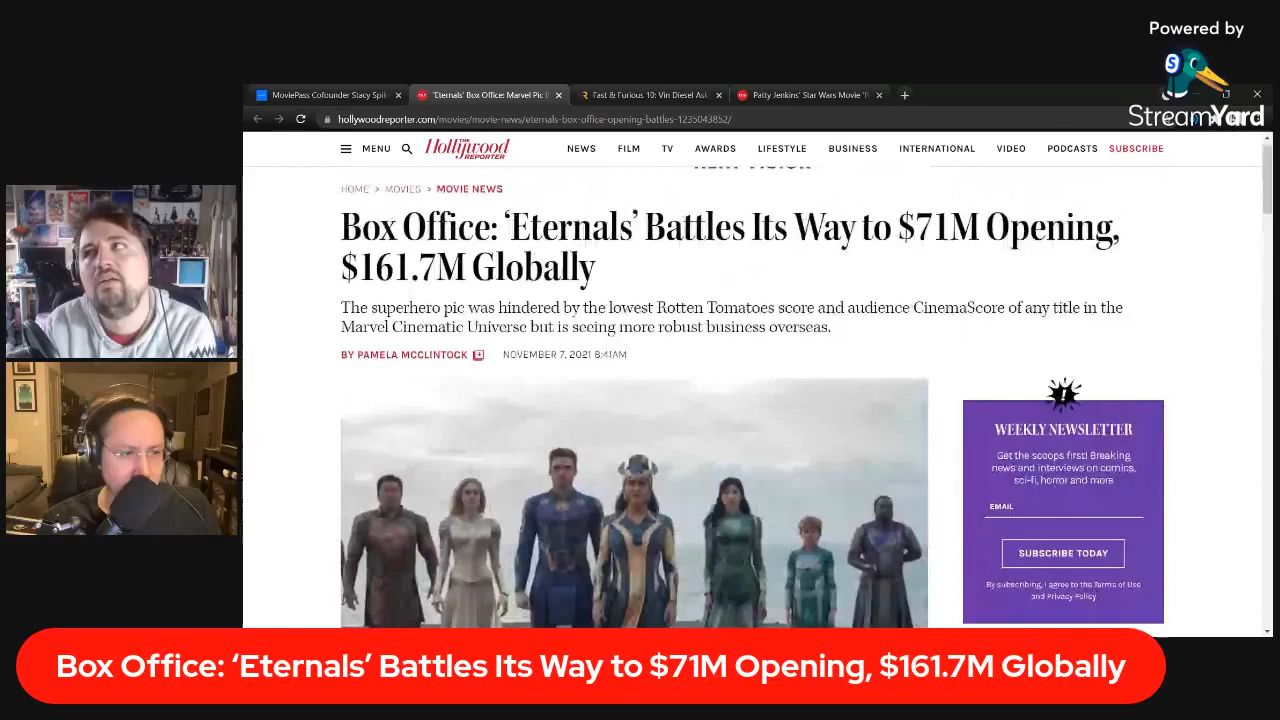 Powered by
StreamYard
MoviePass Cofounder Stacy Spik
'Eternals' Box Office: Marvel Pic
Fast & Furious 10: Vin Diesel Ask
Patty Jenkins' Star Wars Movie 'R
hollywoodreporter.com/movies/movie-news/eternals-box-office-opening-battles-1235043852/
MENU
THE Hollywood REPORTER
NEWS FILM TV AWARDS LIFESTYLE BUSINESS INTERNATIONAL VIDEO PODCASTS SUBSCRIBE
HOME > MOVIES > MOVIE NEWS
Box Office: ‘Eternals’ Battles Its Way to $71M Opening,
$161.7M Globally
The superhero pic was hindered by the lowest Rotten Tomatoes score and audience CinemaScore of any title in the
Marvel Cinematic Universe but is seeing more robust business overseas.
BY PAMELA MCCLINTOCK NOVEMBER 7, 2021 8:41AM
WEEKLY NEWSLETTER
Get the scoops first! Breaking
news and interviews on comics,
sci-fi, horror and more
EMAIL
SUBSCRIBE TODAY
By subscribing, I agree to the Terms of Use
and Privacy Policy.
Box Office: ‘Eternals’ Battles Its Way to $71M Opening, $161.7M Globally